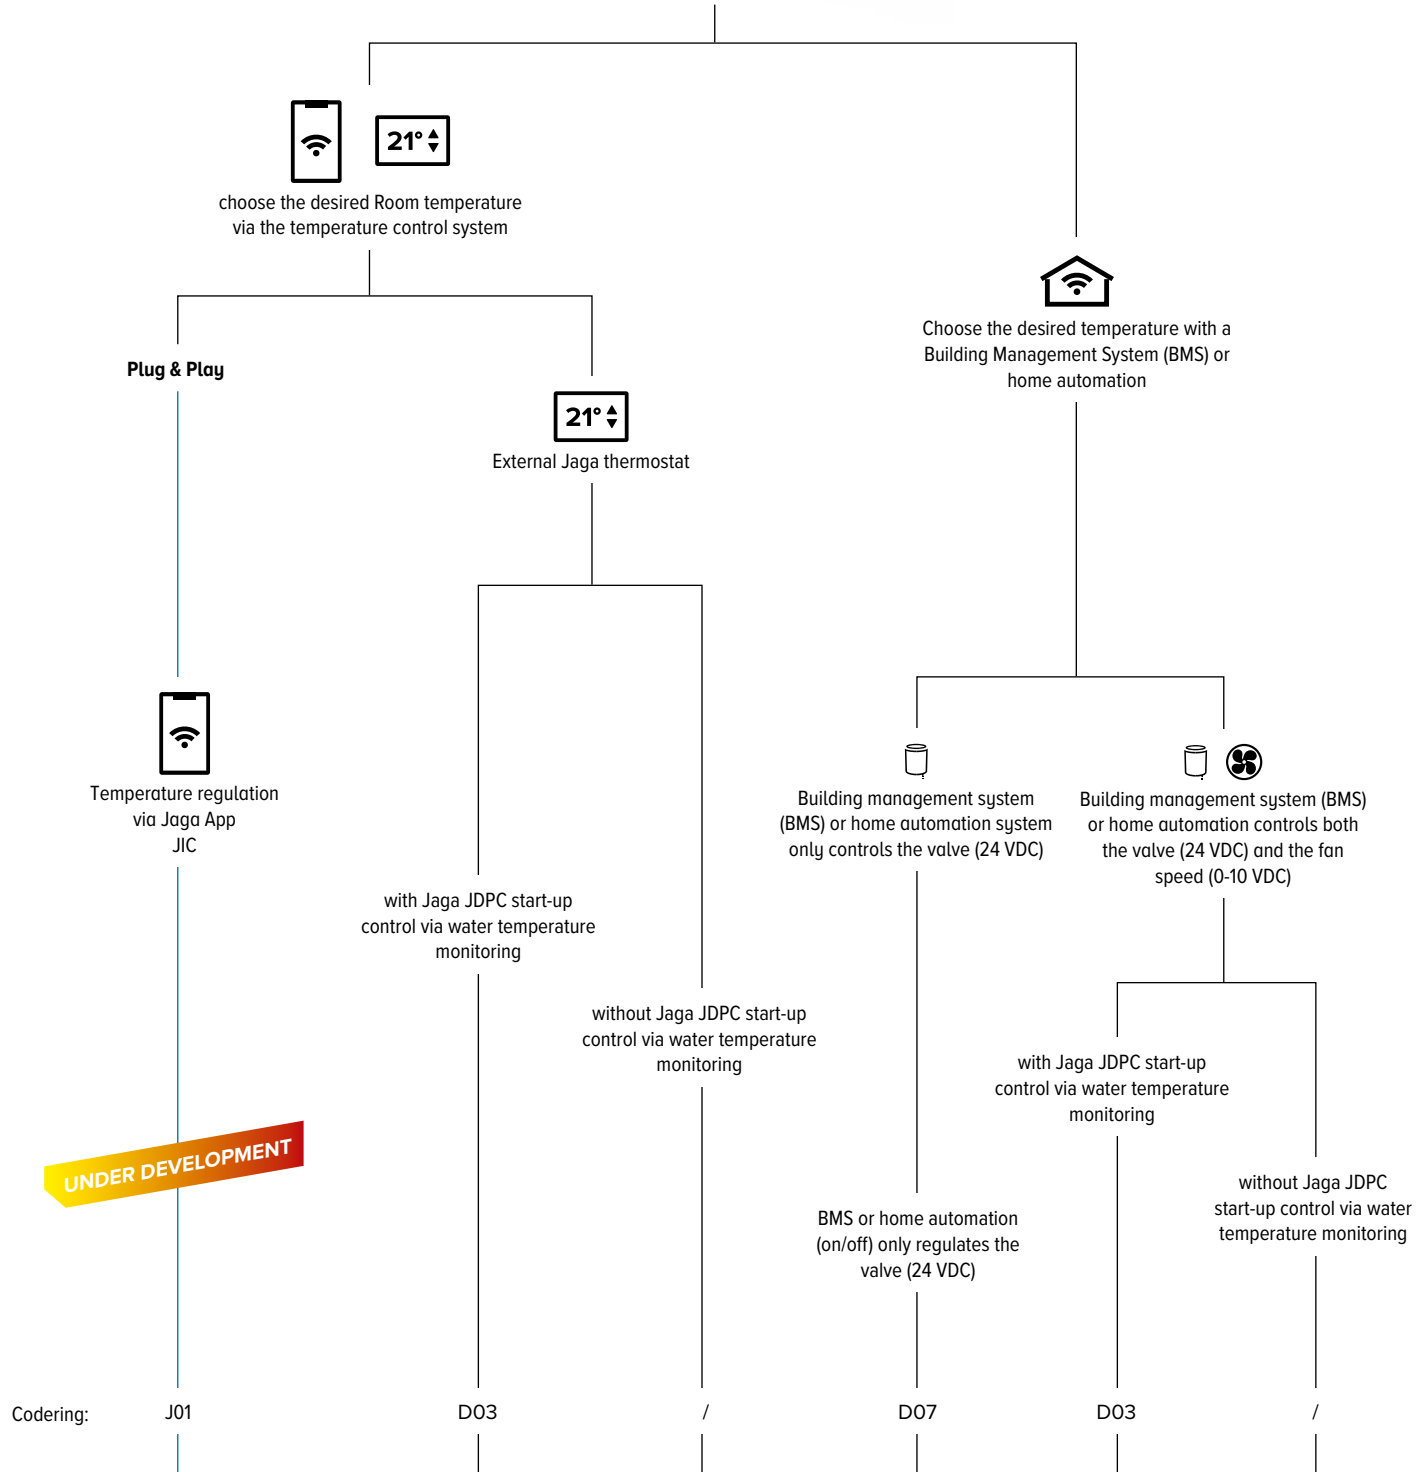 21°
choose the desired Room temperature
via the temperature control system
Plug & Play
21°
External Jaga thermostat
Choose the desired temperature with a
Building Management System (BMS) or
home automation
Temperature regulation
via Jaga App
JIC
Building management system
(BMS) or home automation system
only controls the valve (24 VDC)
Building management system (BMS)
or home automation controls both
the valve (24 VDC) and the fan
speed (0-10 VDC)
with Jaga JDPC start-up
control via water temperature
monitoring
without Jaga JDPC start-up
control via water temperature
monitoring
with Jaga JDPC start-up
control via water temperature
monitoring
UNDER DEVELOPMENT
without Jaga JDPC
start-up control via water
temperature monitoring
BMS or home automation
(on/off) only regulates the
valve (24 VDC)
Codering: J01 D03 / D07 D03 /